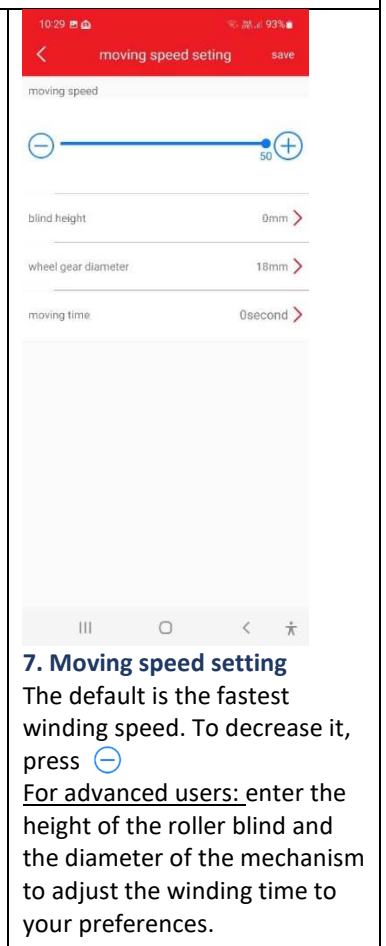 10:29 93%
moving speed seting save
moving speed
50
blind height 0mm
wheel gear diameter 18mm
moving time 0second
7. Moving speed setting
The default is the fastest
winding speed. To decrease it,
press
For advanced users: enter the
height of the roller blind and
the diameter of the mechanism
to adjust the winding time to
your preferences.